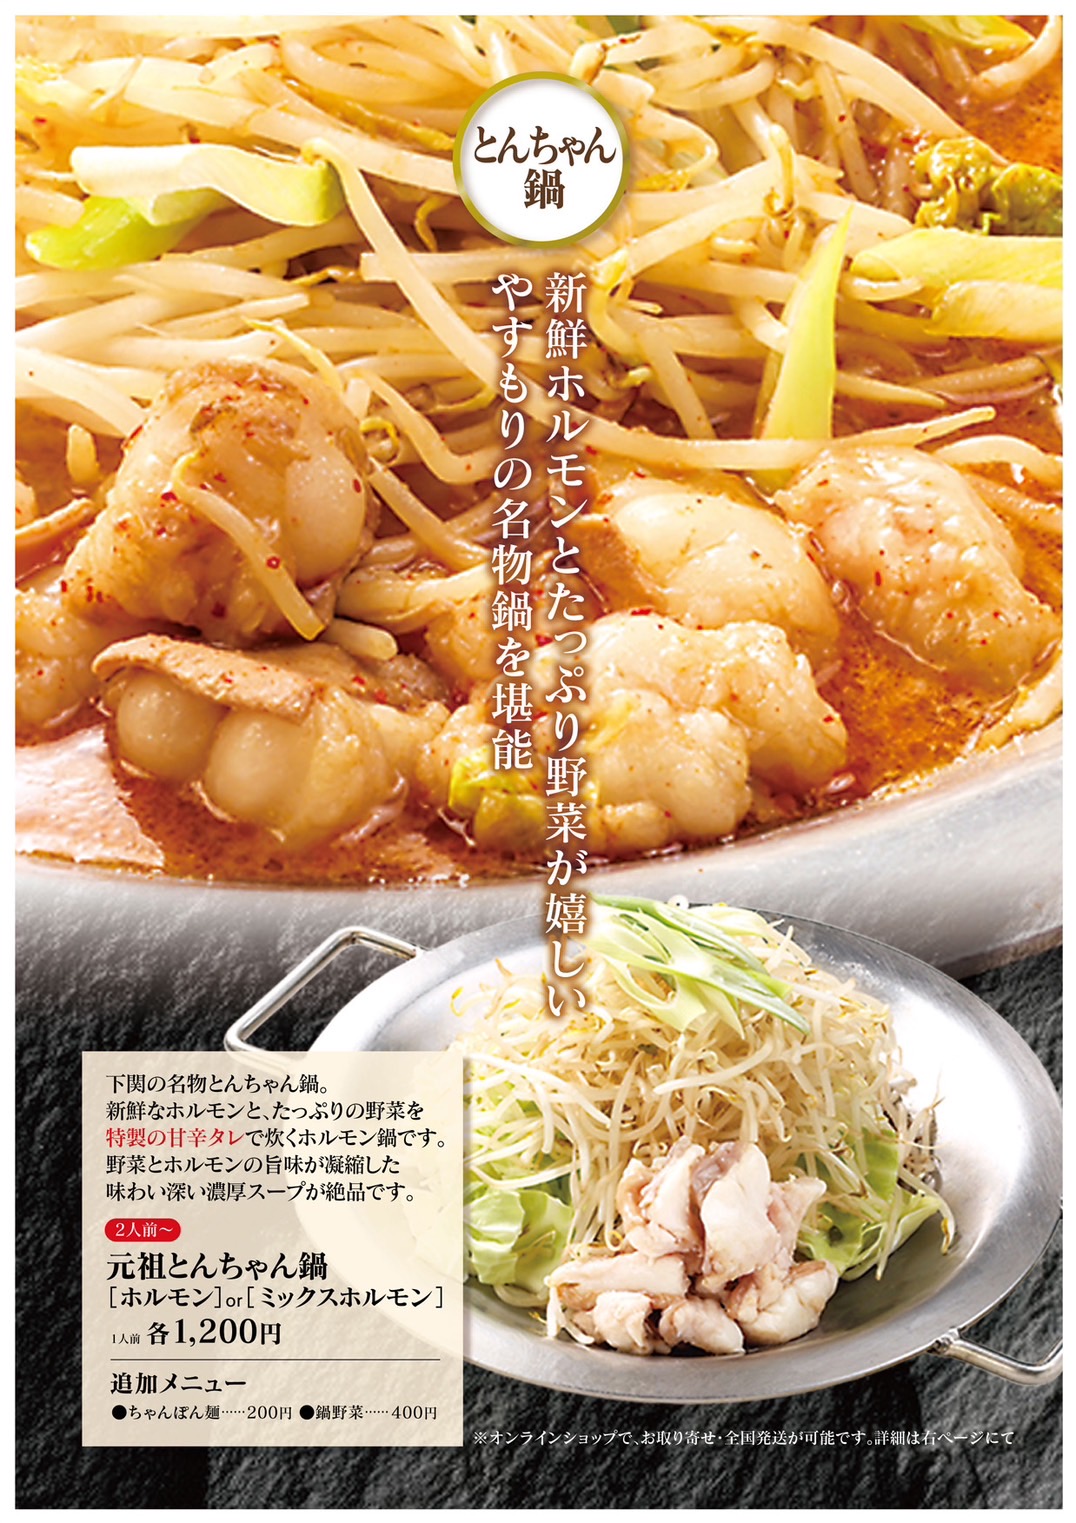 とんちゃん
鍋
新鮮ホルモンとたっぷり野菜が嬉しい
やすもりの名物鍋を堪能
下関の名物とんちゃん鍋。
新鮮なホルモンと、たっぷりの野菜を
特製の甘辛タレで炊くホルモン鍋です。
野菜とホルモンの旨味が凝縮した
味わい深い濃厚スープが絶品です。
2人前〜
元祖とんちゃん鍋
［ホルモン］or［ミックスホルモン］
1人前 各1,200円
追加メニュー
●ちゃんぽん麺……200円 ●鍋野菜……400円
※オンラインショップで、お取り寄せ・全国発送が可能です。詳細は右ページにて